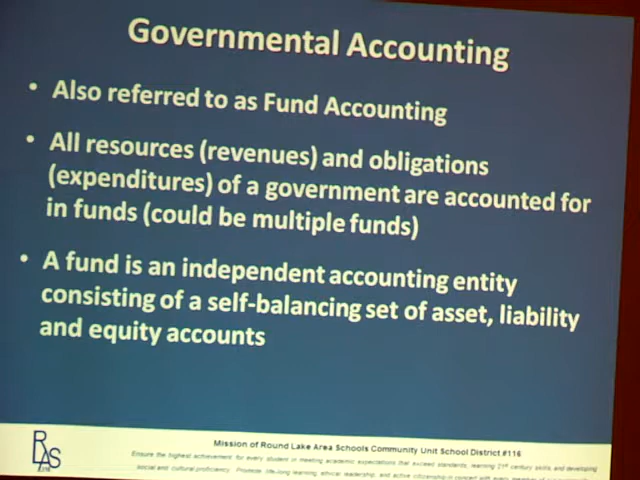 Governmental Accounting
• Also referred to as Fund Accounting
• All resources (revenues) and obligations
(expenditures) of a government are accounted for
in funds (could be multiple funds)
• A fund is an independent accounting entity
consisting of a self-balancing set of asset, liability
and equity accounts
RLAS
116
Mission of Round Lake Area Schools Community Unit School District #116
Ensure the highest achievement for every student in meeting academic expectations that exceed standards, learning 21st century skills, and developing
social and cultural proficiency. Promote life-long learning, ethical leadership, and active citizenship in concert with every member of